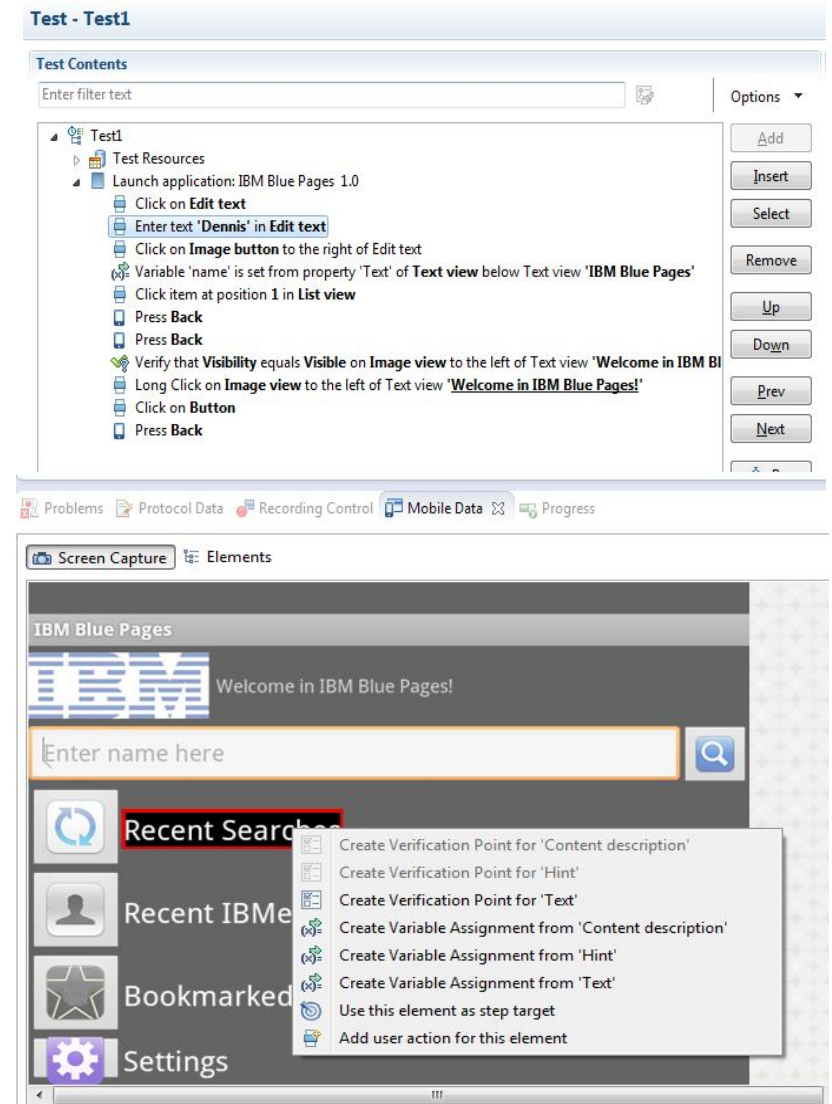 Test - Test1
Test Contents
Enter filter text
Options
Test1
Test Resources
Launch application: IBM Blue Pages 1.0
Click on Edit text
Enter text 'Dennis' in Edit text
Click on Image button to the right of Edit text
Variable 'name' is set from property 'Text' of Text view below Text view 'IBM Blue Pages'
Click item at position 1 in List view
Press Back
Press Back
Verify that Visibility equals Visible on Image view to the left of Text view 'Welcome in IBM Bl
Long Click on Image view to the left of Text view 'Welcome in IBM Blue Pages!'
Click on Button
Press Back
Add
Insert
Select
Remove
Up
Down
Prev
Next
Problems Protocol Data Recording Control Mobile Data Progress
Screen Capture Elements
IBM Blue Pages
IBM Welcome in IBM Blue Pages!
Enter name here
Recent Searches
Recent IBMe
Bookmarked
Settings
Create Verification Point for 'Content description'
Create Verification Point for 'Hint'
Create Verification Point for 'Text'
Create Variable Assignment from 'Content description'
Create Variable Assignment from 'Hint'
Create Variable Assignment from 'Text'
Use this element as step target
Add user action for this element